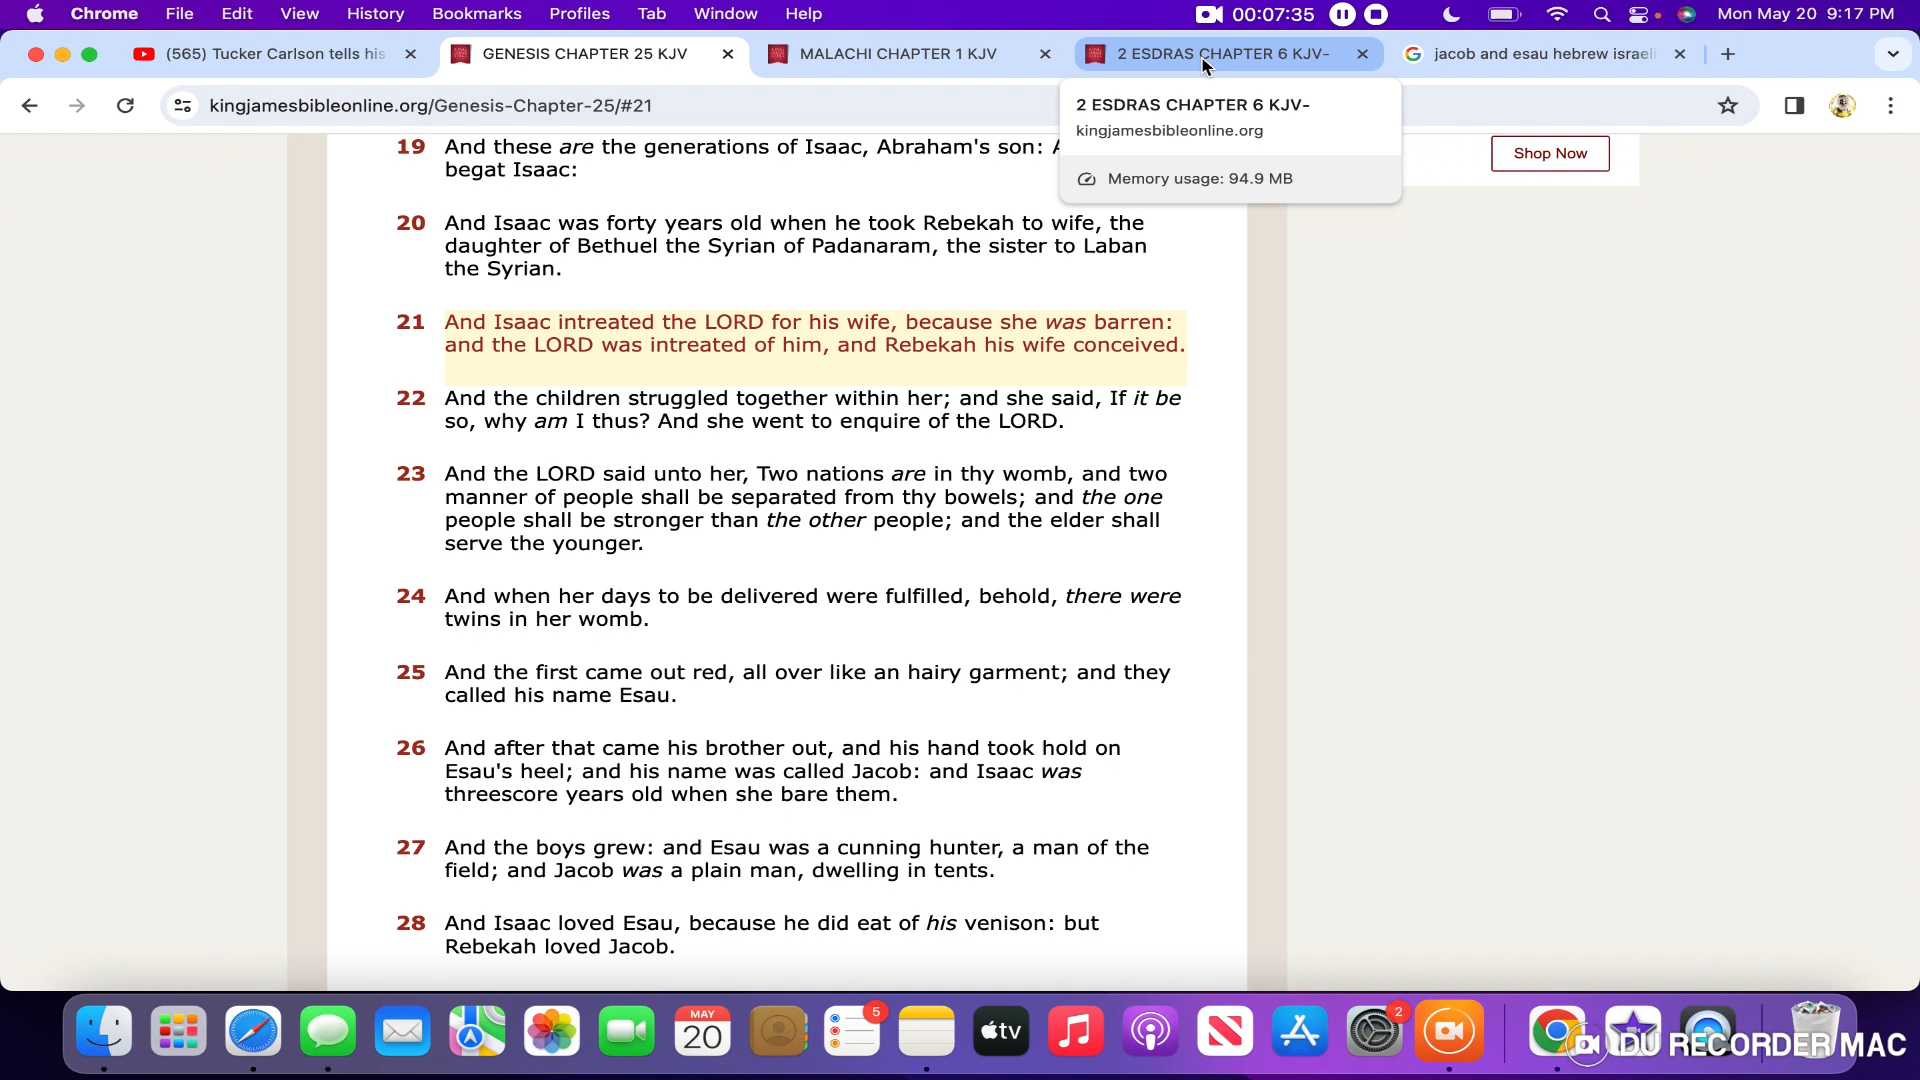 Chrome File Edit View History Bookmarks Profiles Tab Window Help 00:07:35 Mon May 20 9:17 PM
(565) Tucker Carlson tells his GENESIS CHAPTER 25 KJV MALACHI CHAPTER 1 KJV 2 ESDRAS CHAPTER 6 KJV- jacob and esau hebrew israeli
kingjamesbibleonline.org/Genesis-Chapter-25/#21
2 ESDRAS CHAPTER 6 KJV-
kingjamesbibleonline.org
Memory usage: 94.9 MB
Shop Now
19 And these are the generations of Isaac, Abraham's son:
begat Isaac:
20 And Isaac was forty years old when he took Rebekah to wife, the
daughter of Bethuel the Syrian of Padanaram, the sister to Laban
the Syrian.
21 And Isaac intreated the LORD for his wife, because she was barren:
and the LORD was intreated of him, and Rebekah his wife conceived.
22 And the children struggled together within her; and she said, If it be
so, why am I thus? And she went to enquire of the LORD.
23 And the LORD said unto her, Two nations are in thy womb, and two
manner of people shall be separated from thy bowels; and the one
people shall be stronger than the other people; and the elder shall
serve the younger.
24 And when her days to be delivered were fulfilled, behold, there were
twins in her womb.
25 And the first came out red, all over like an hairy garment; and they
called his name Esau.
26 And after that came his brother out, and his hand took hold on
Esau's heel; and his name was called Jacob: and Isaac was
threescore years old when she bare them.
27 And the boys grew: and Esau was a cunning hunter, a man of the
field; and Jacob was a plain man, dwelling in tents.
28 And Isaac loved Esau, because he did eat of his venison: but
Rebekah loved Jacob.
MAY
20
5
tv
2
DU RECORDER MAC